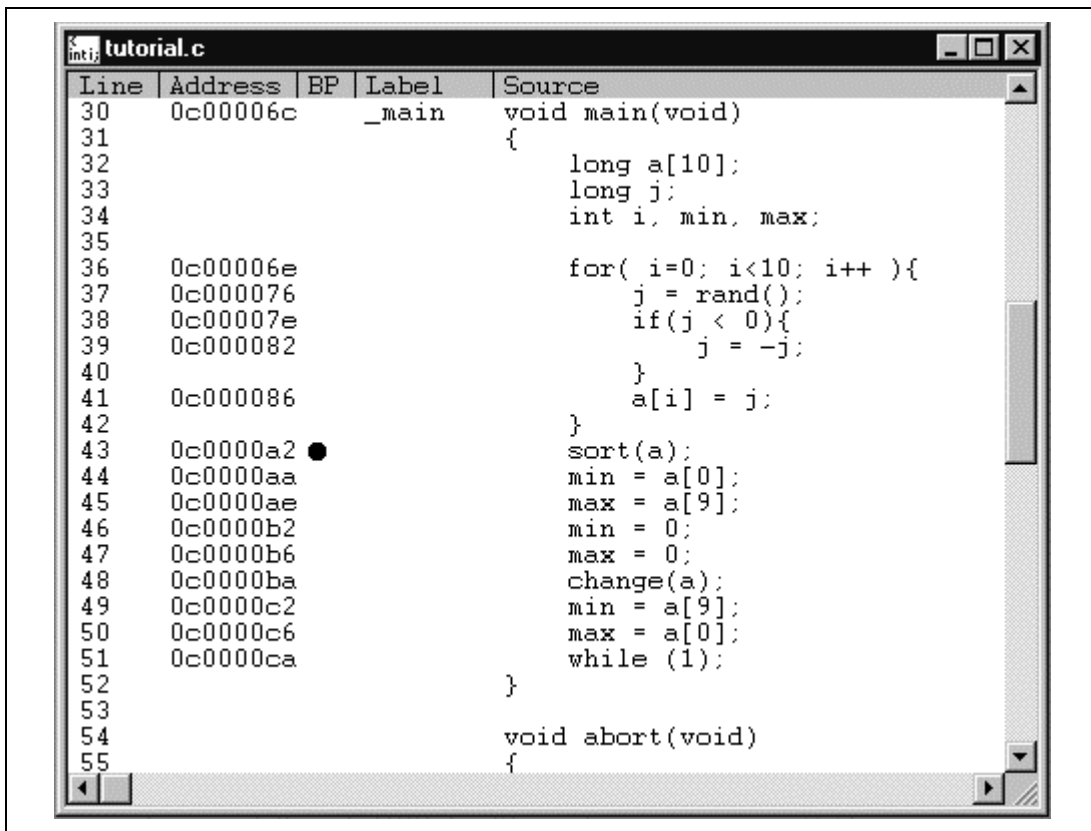 int i; tutorial.c
Line Address BP Label Source
30 0c00006c _main void main(void)
31 {
32 long a[10];
33 long j;
34 int i, min, max;
35
36 0c00006e for( i=0; i<10; i++ ){
37 0c000076 j = rand();
38 0c00007e if(j < 0){
39 0c000082 j = -j;
40 }
41 0c000086 a[i] = j;
42 }
43 0c0000a2 ● sort(a);
44 0c0000aa min = a[0];
45 0c0000ae max = a[9];
46 0c0000b2 min = 0;
47 0c0000b6 max = 0;
48 0c0000ba change(a);
49 0c0000c2 min = a[9];
50 0c0000c6 max = a[0];
51 0c0000ca while (1);
52 }
53
54 void abort(void)
55 {